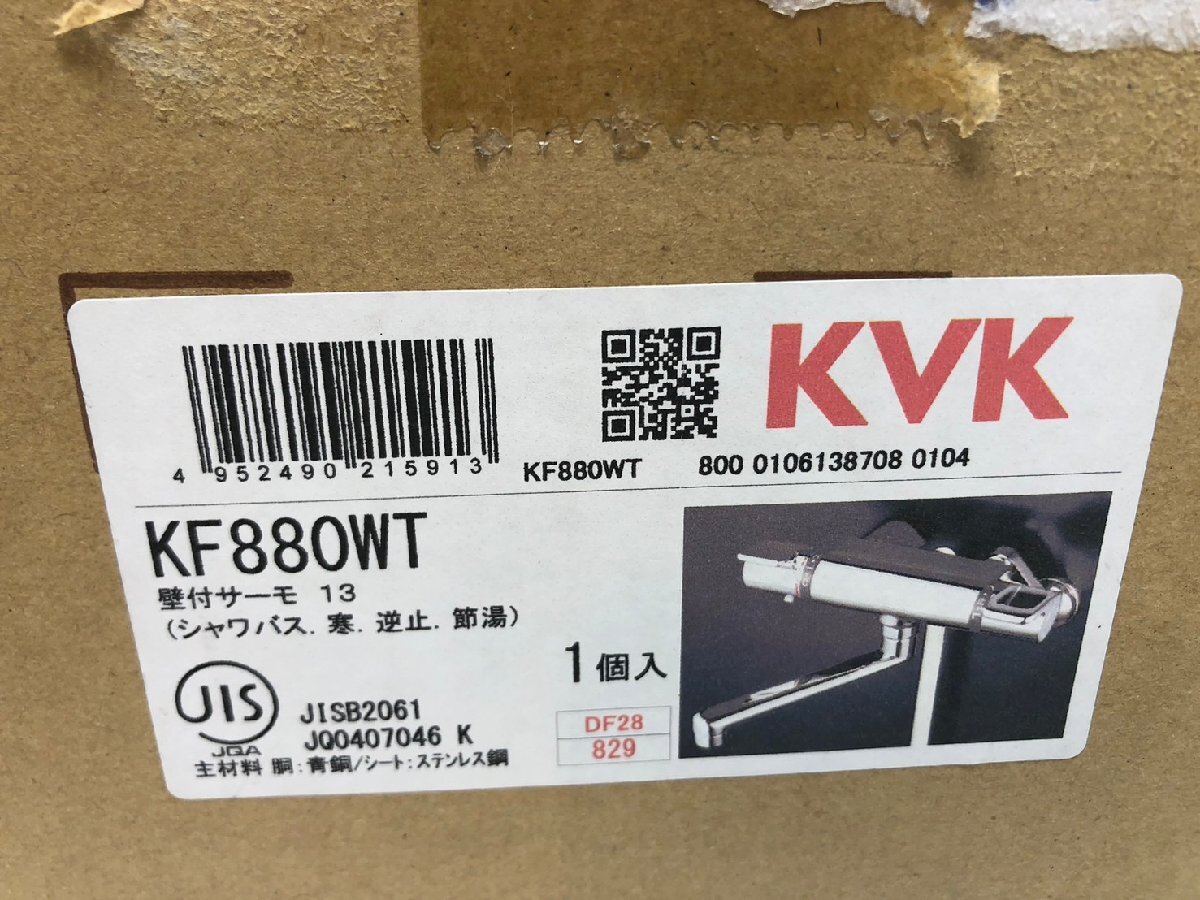 KVK
4 952490 215913
KF880WT
800 0106138708 0104
KF880WT
壁付サーモ 13
(シャワバス.寒.逆止.節湯)
1個入
JIS
JQA
JISB2061
JQ0407046 K
DF28
829
主材料 胴:青銅/シート:ステンレス鋼